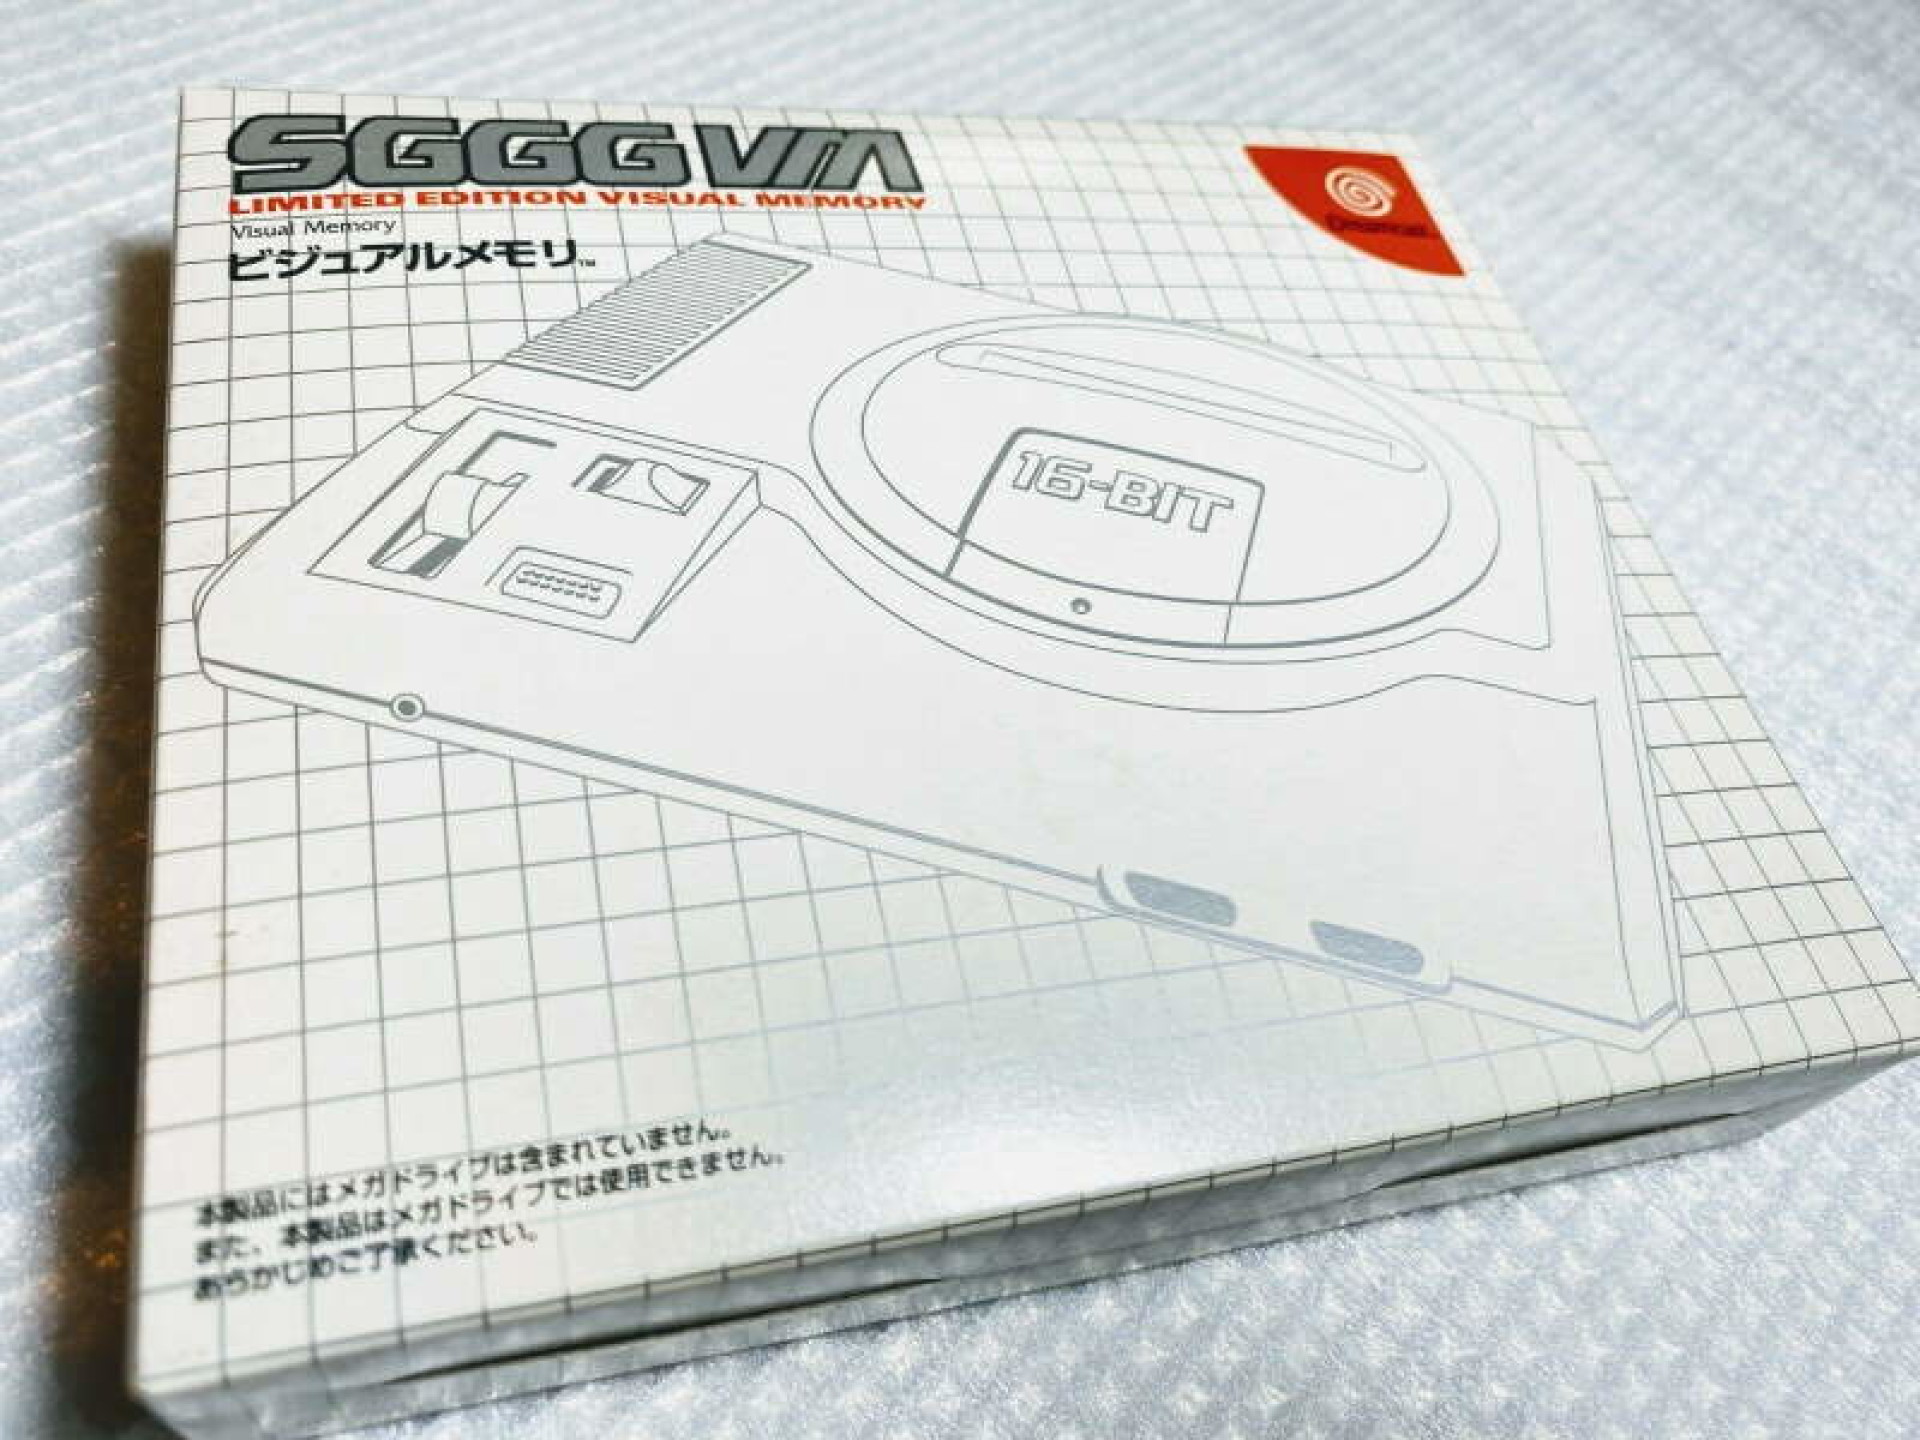 SGGG VM
LIMITED EDITION VISUAL MEMORY
Visual Memory
ビジュアルメモリ™
Dreamcast
16-BIT
本製品にはメガドライブは含まれていません。
また、本製品はメガドライブでは使用できません。
あらかじめご了承ください。